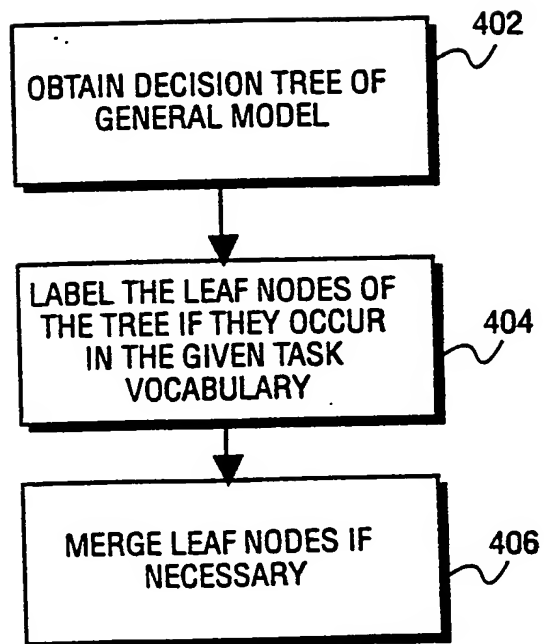 402
OBTAIN DECISION TREE OF
GENERAL MODEL
LABEL THE LEAF NODES OF
THE TREE IF THEY OCCUR
IN THE GIVEN TASK
VOCABULARY
404
MERGE LEAF NODES IF
NECESSARY
406